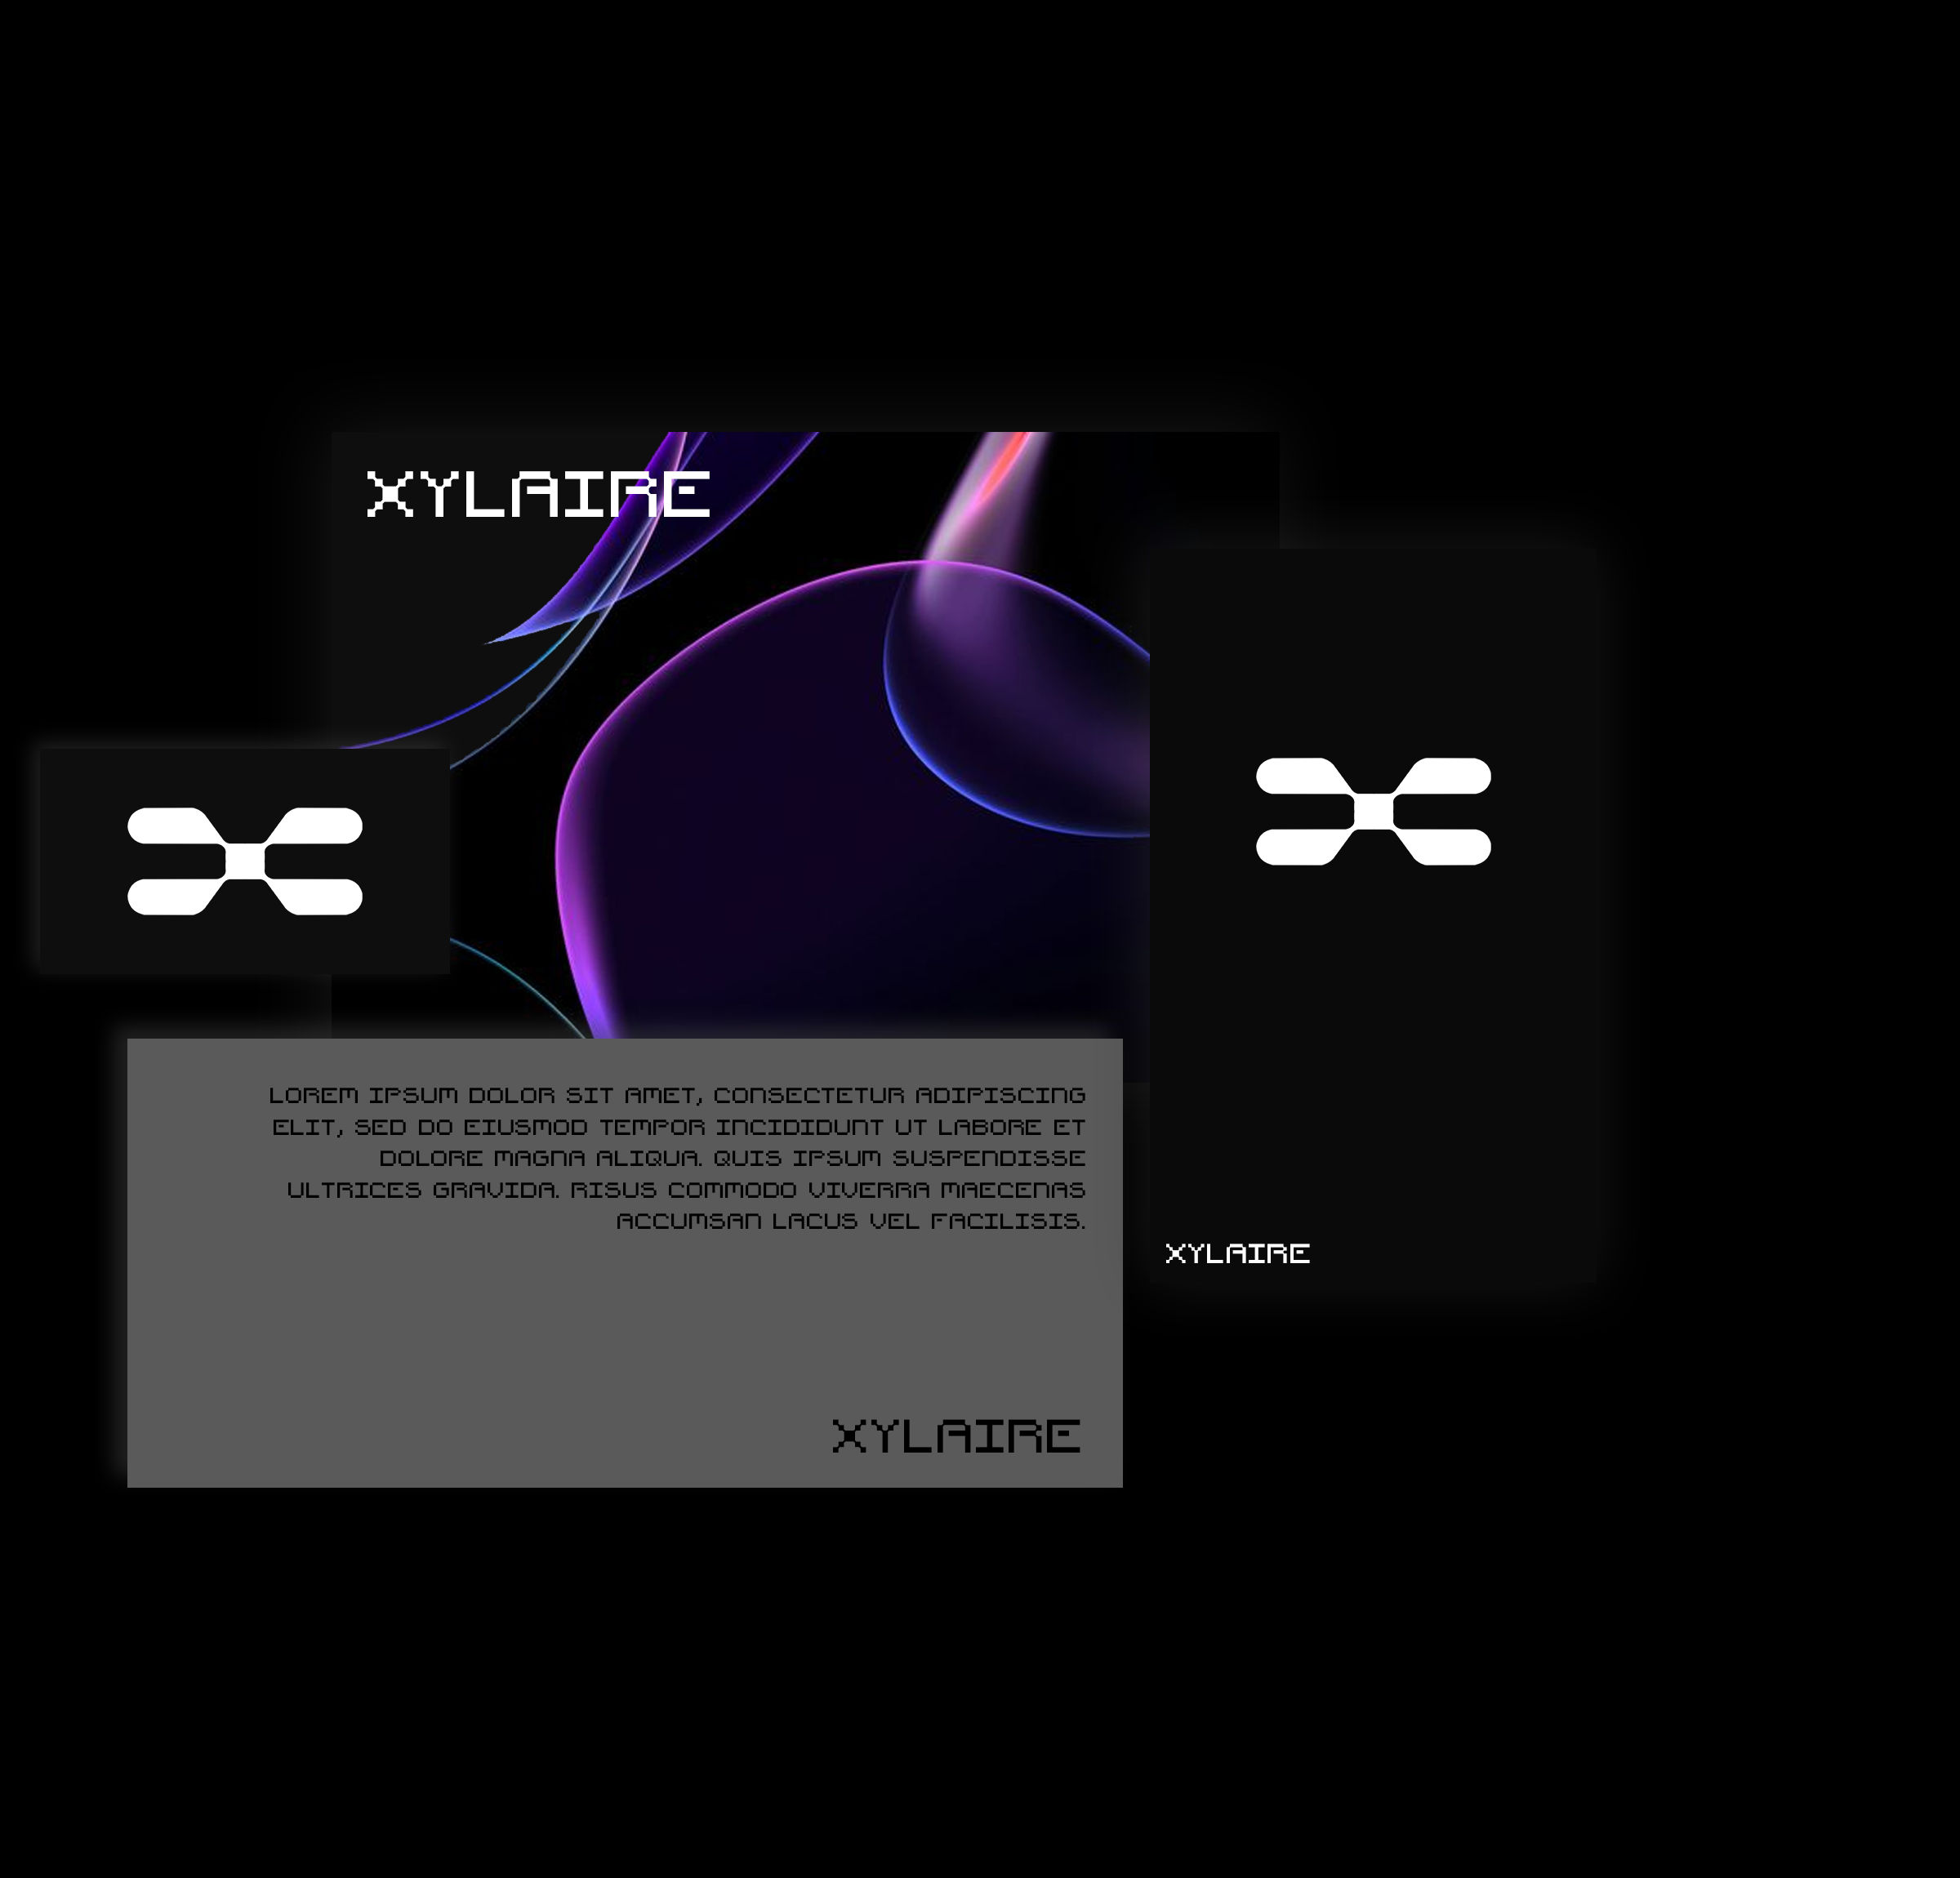 XYLAIRE
LOREM IPSUM DOLOR SIT AMET, CONSECTETUR ADIPISCING
ELIT, SED DO EIUSMOD TEMPOR INCIDIDUNT UT LABORE ET
DOLORE MAGNA ALIQUA. QUIS IPSUM SUSPENDISSE
ULTRICES GRAVIDA. RISUS COMMODO VIVERRA MAECENAS
ACCUMSAN LACUS VEL FACILISIS.
XYLAIRE
XYLAIRE